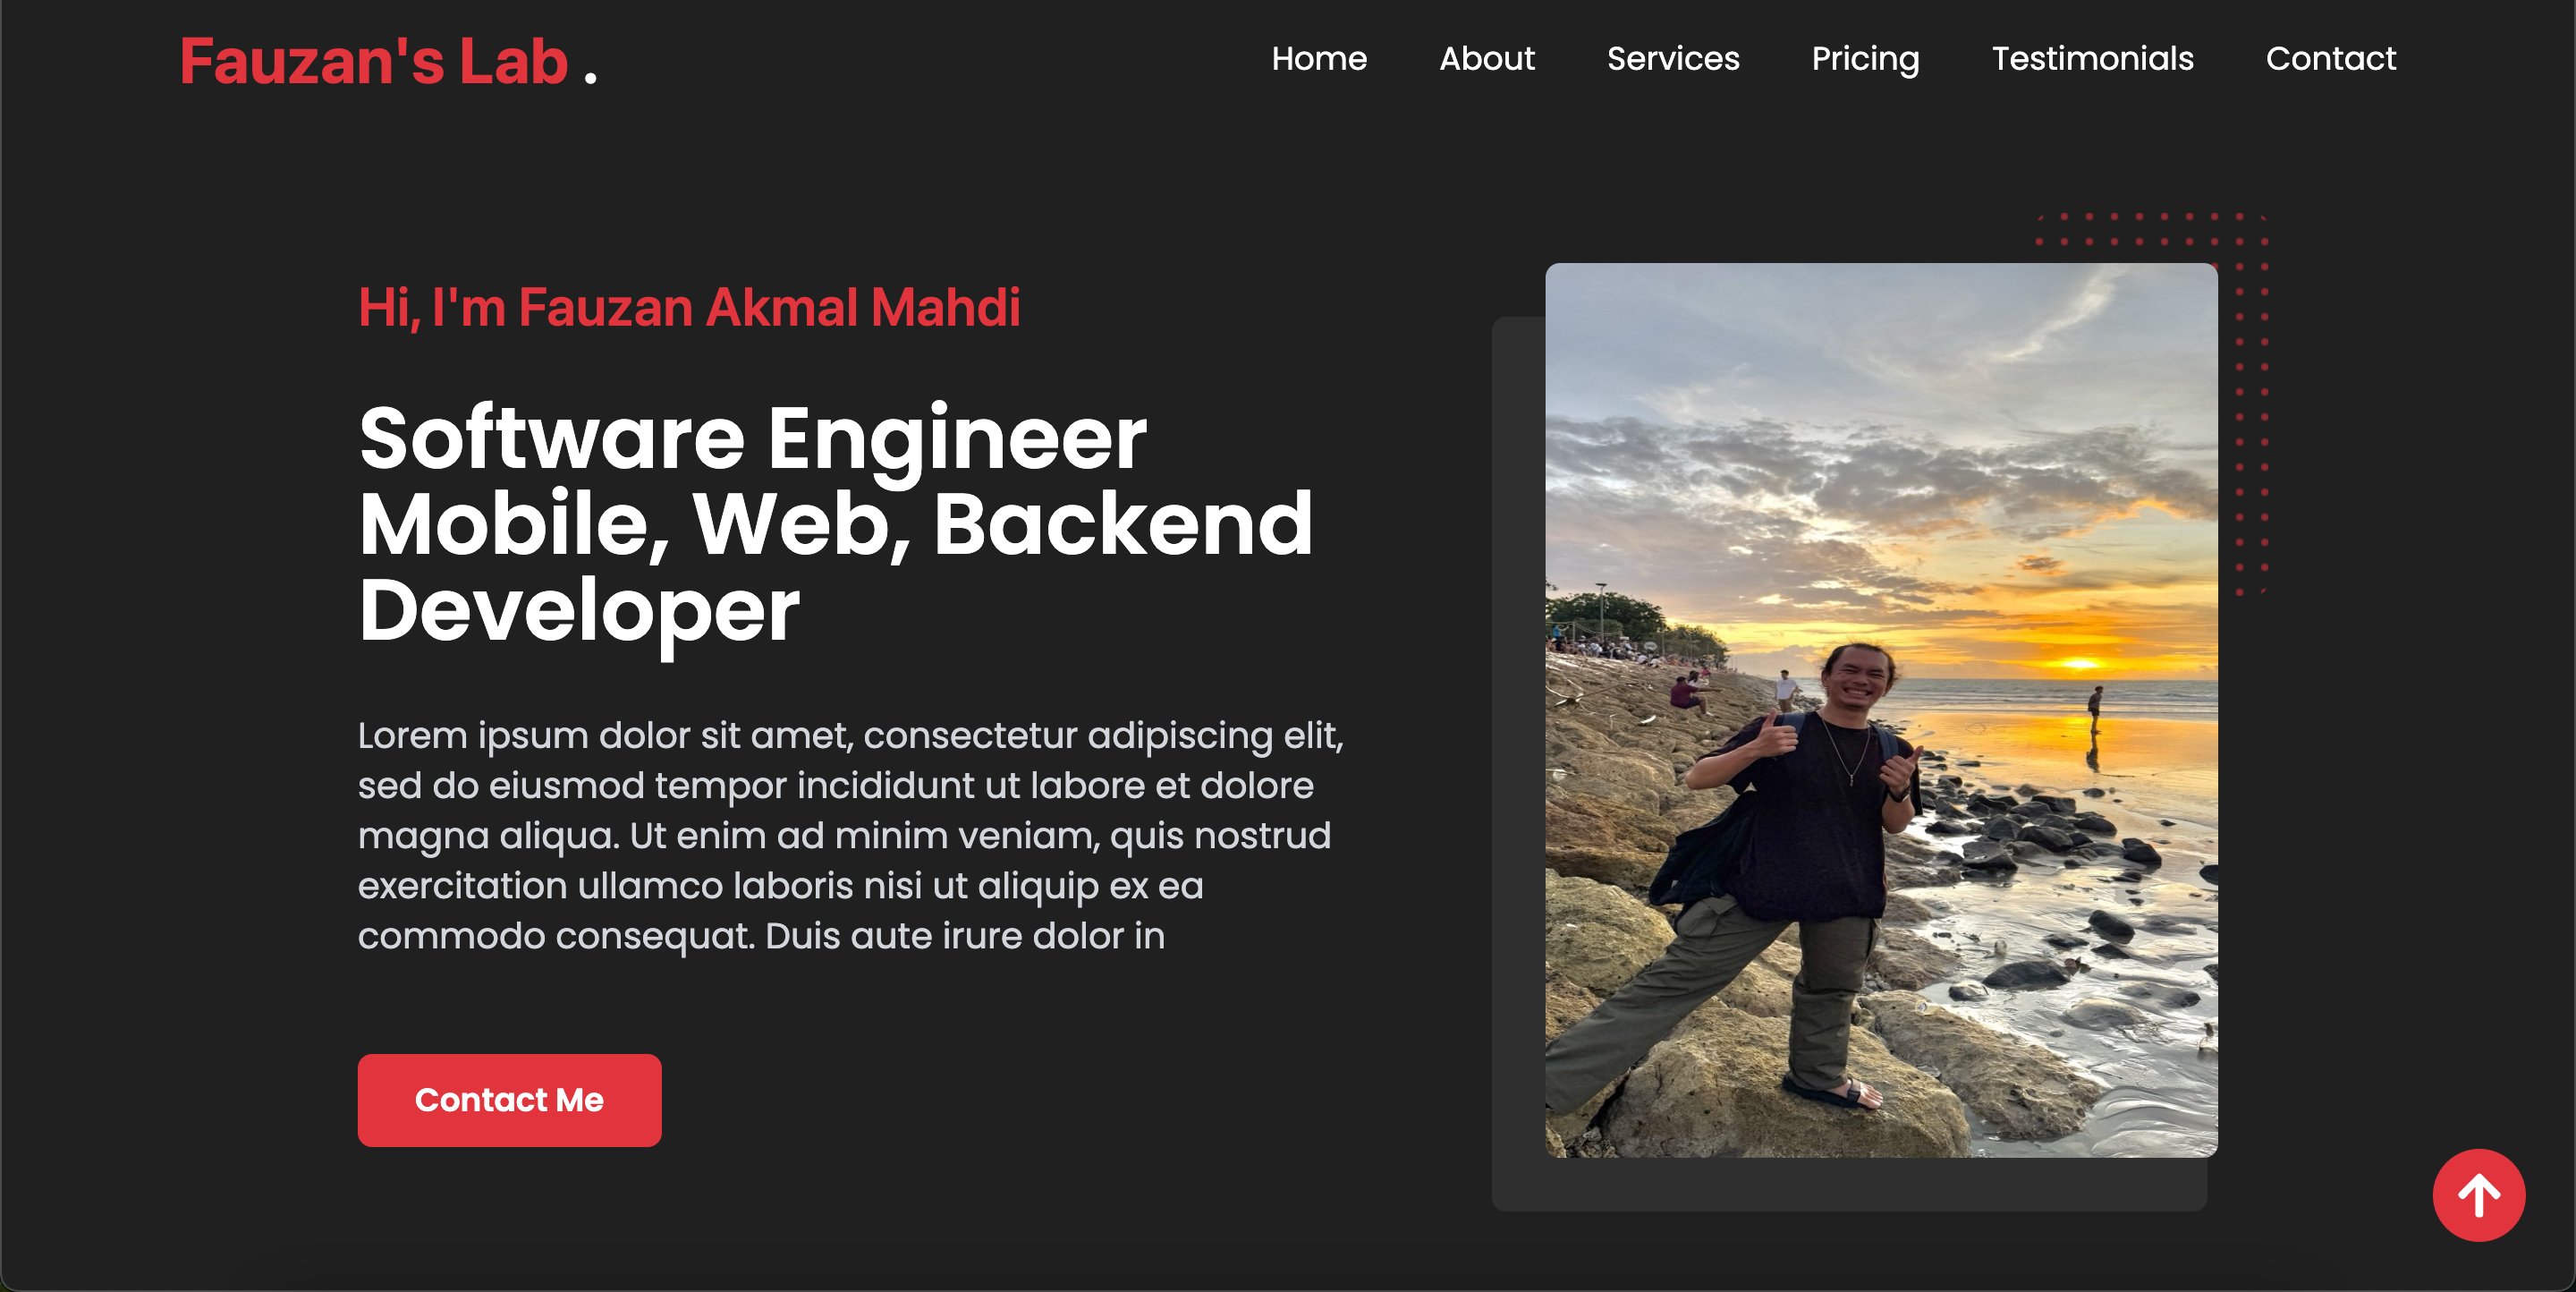 Fauzan's Lab .
Home About Services Pricing Testimonials Contact
Hi, I'm Fauzan Akmal Mahdi
Software Engineer
Mobile, Web, Backend
Developer
Lorem ipsum dolor sit amet, consectetur adipiscing elit,
sed do eiusmod tempor incididunt ut labore et dolore
magna aliqua. Ut enim ad minim veniam, quis nostrud
exercitation ullamco laboris nisi ut aliquip ex ea
commodo consequat. Duis aute irure dolor in
Contact Me